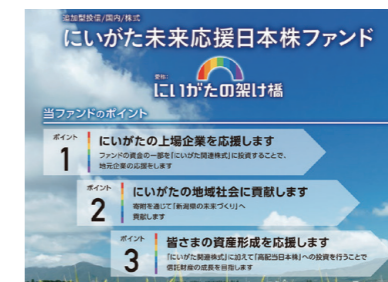 追加型投信/国内/株式
にいがた未来応援日本株ファンド
愛称:
にいがたの架け橋
当ファンドのポイント
ポイント
1
にいがたの上場企業を応援します
ファンドの資金の一部を「にいがた関連株式」に投資することで、
地元企業の応援をします
ポイント
2
にいがたの地域社会に貢献します
寄附を通じて「新潟県の未来づくり」へ
貢献します
ポイント
3
皆さまの資産形成を応援します
「にいがた関連株式」に加えて「高配当日本株」への投資を行うことで
信託財産の成長を目指します